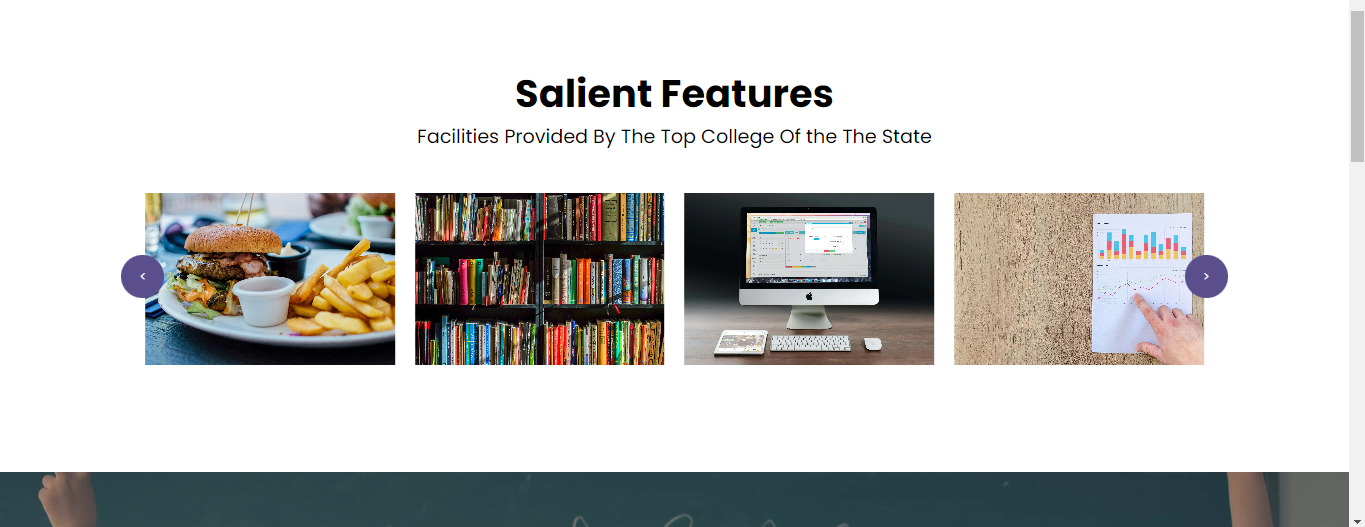 Salient Features
Facilities Provided By The Top College Of the The State
< >